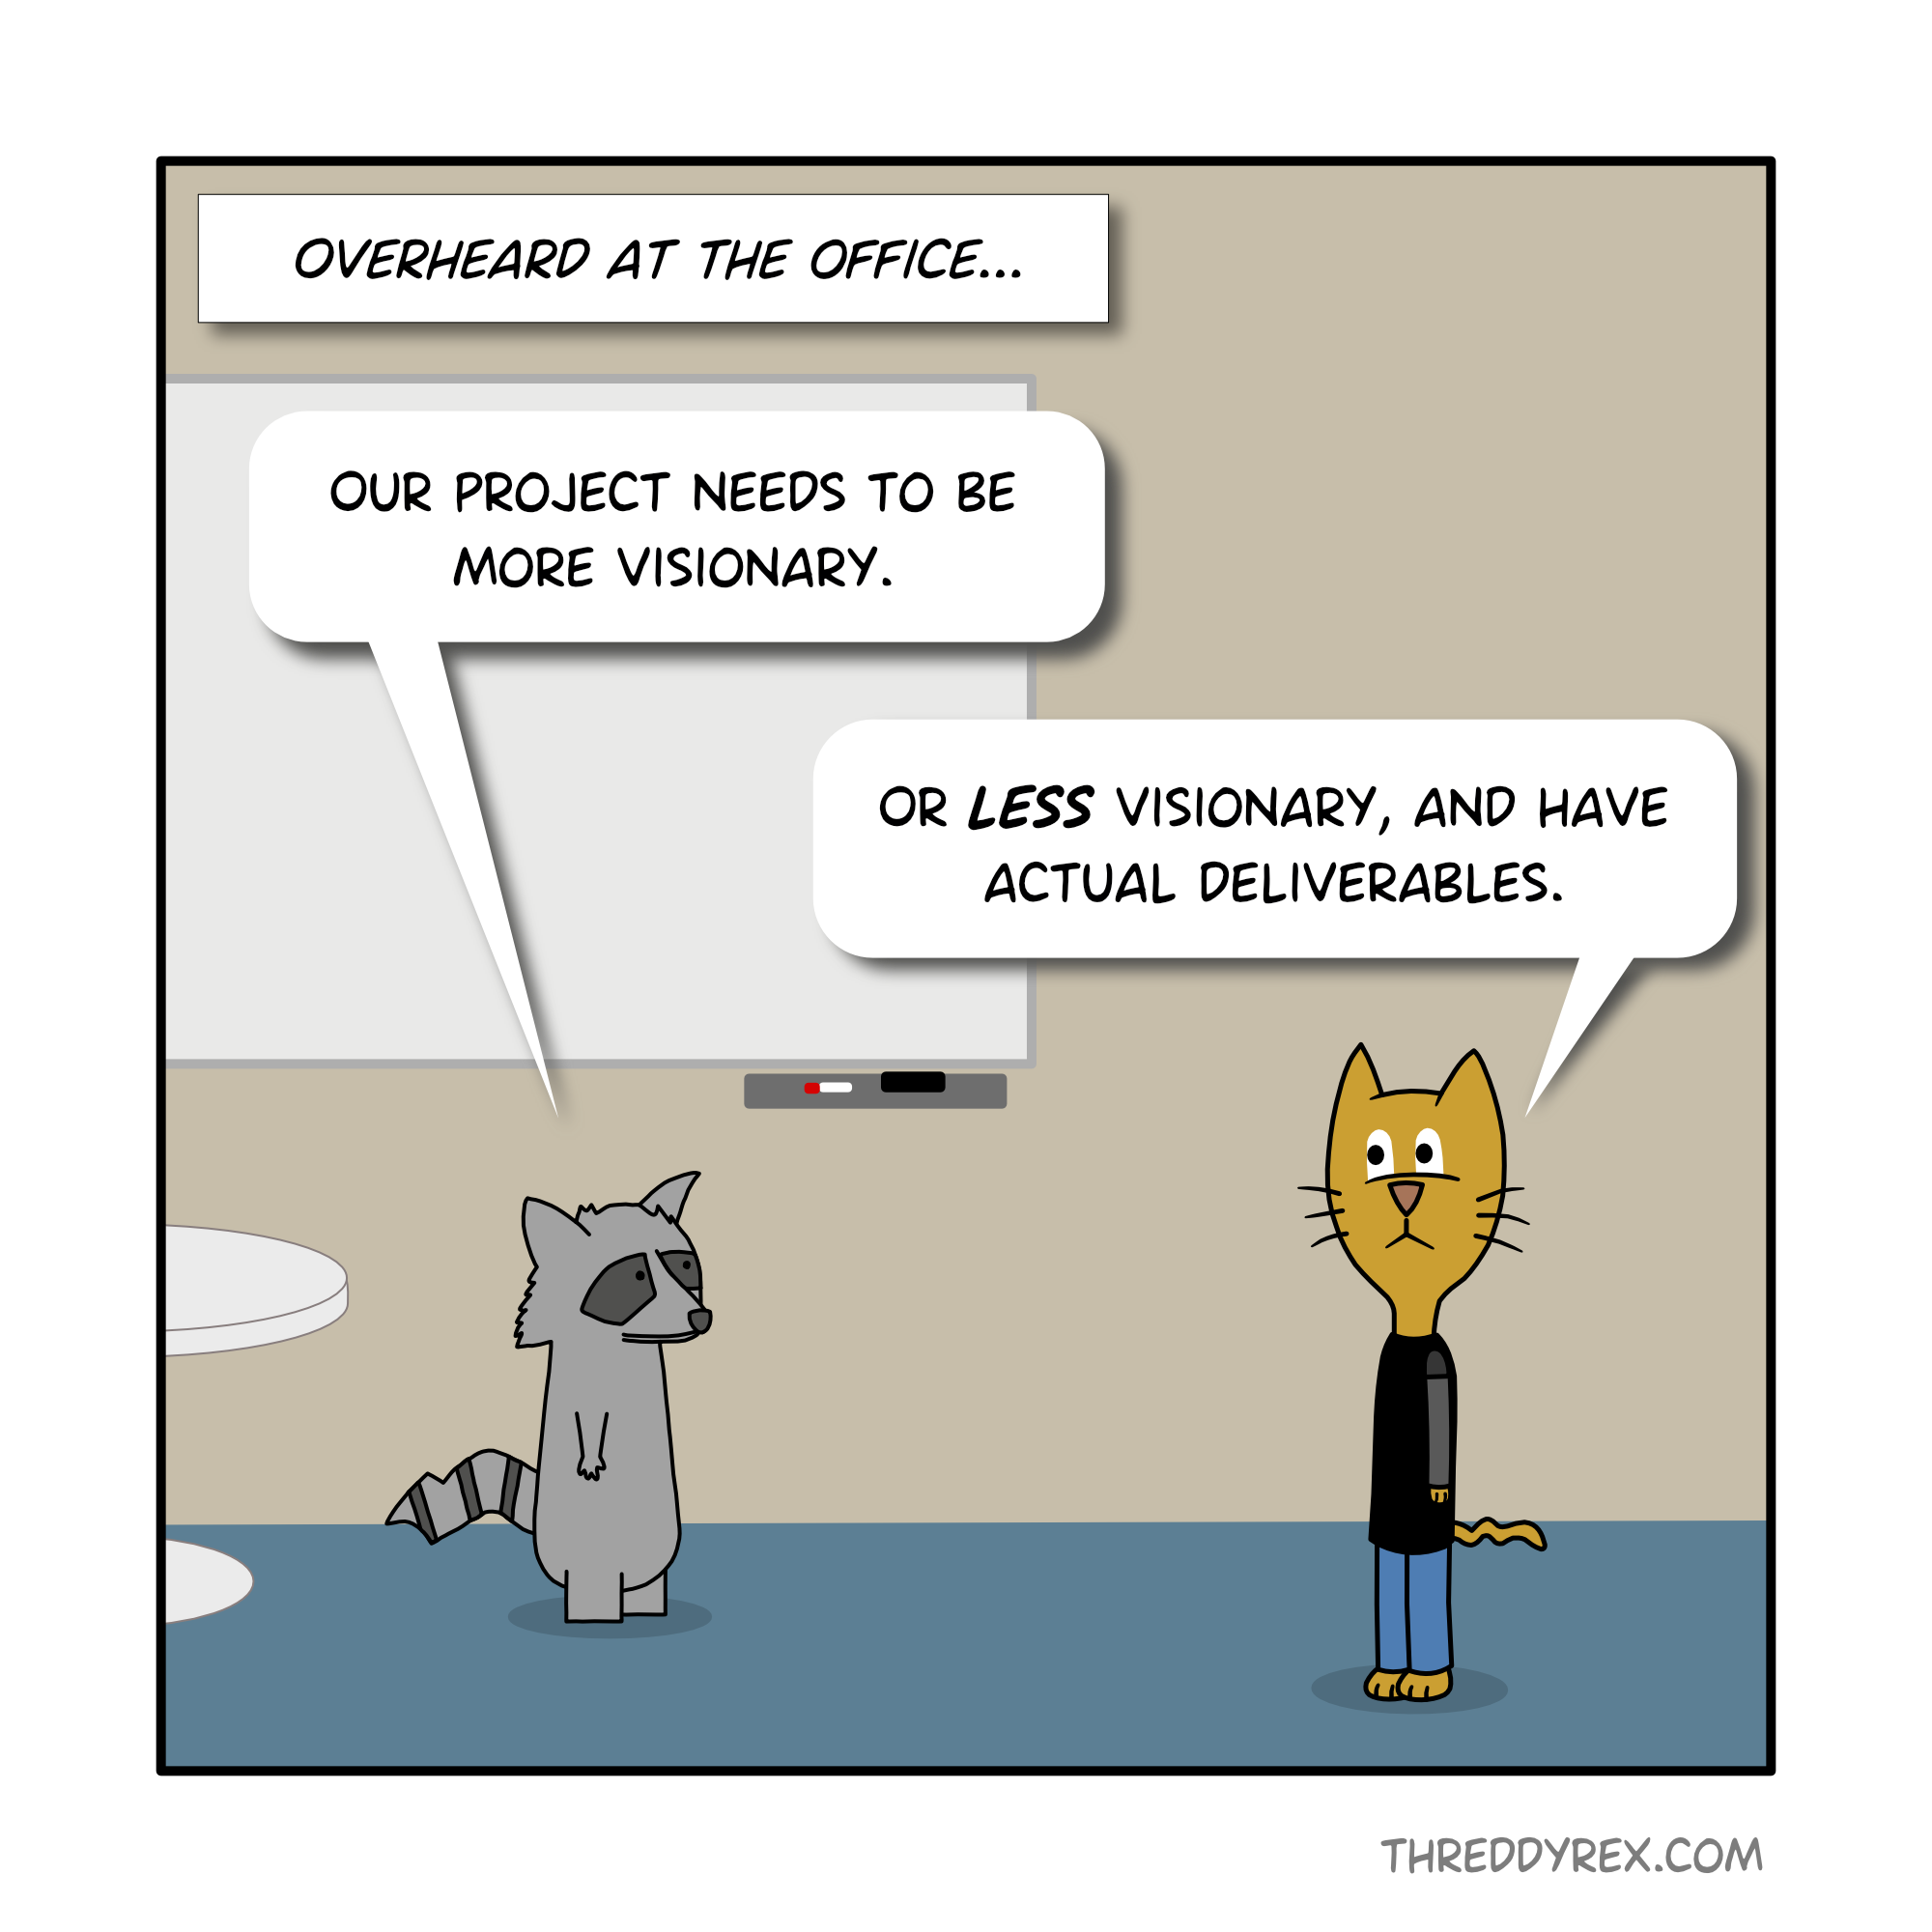 OVERHEARD AT THE OFFICE...
OUR PROJECT NEEDS TO BE
MORE VISIONARY.
OR LESS VISIONARY, AND HAVE
ACTUAL DELIVERABLES.
THREDDYREX.COM